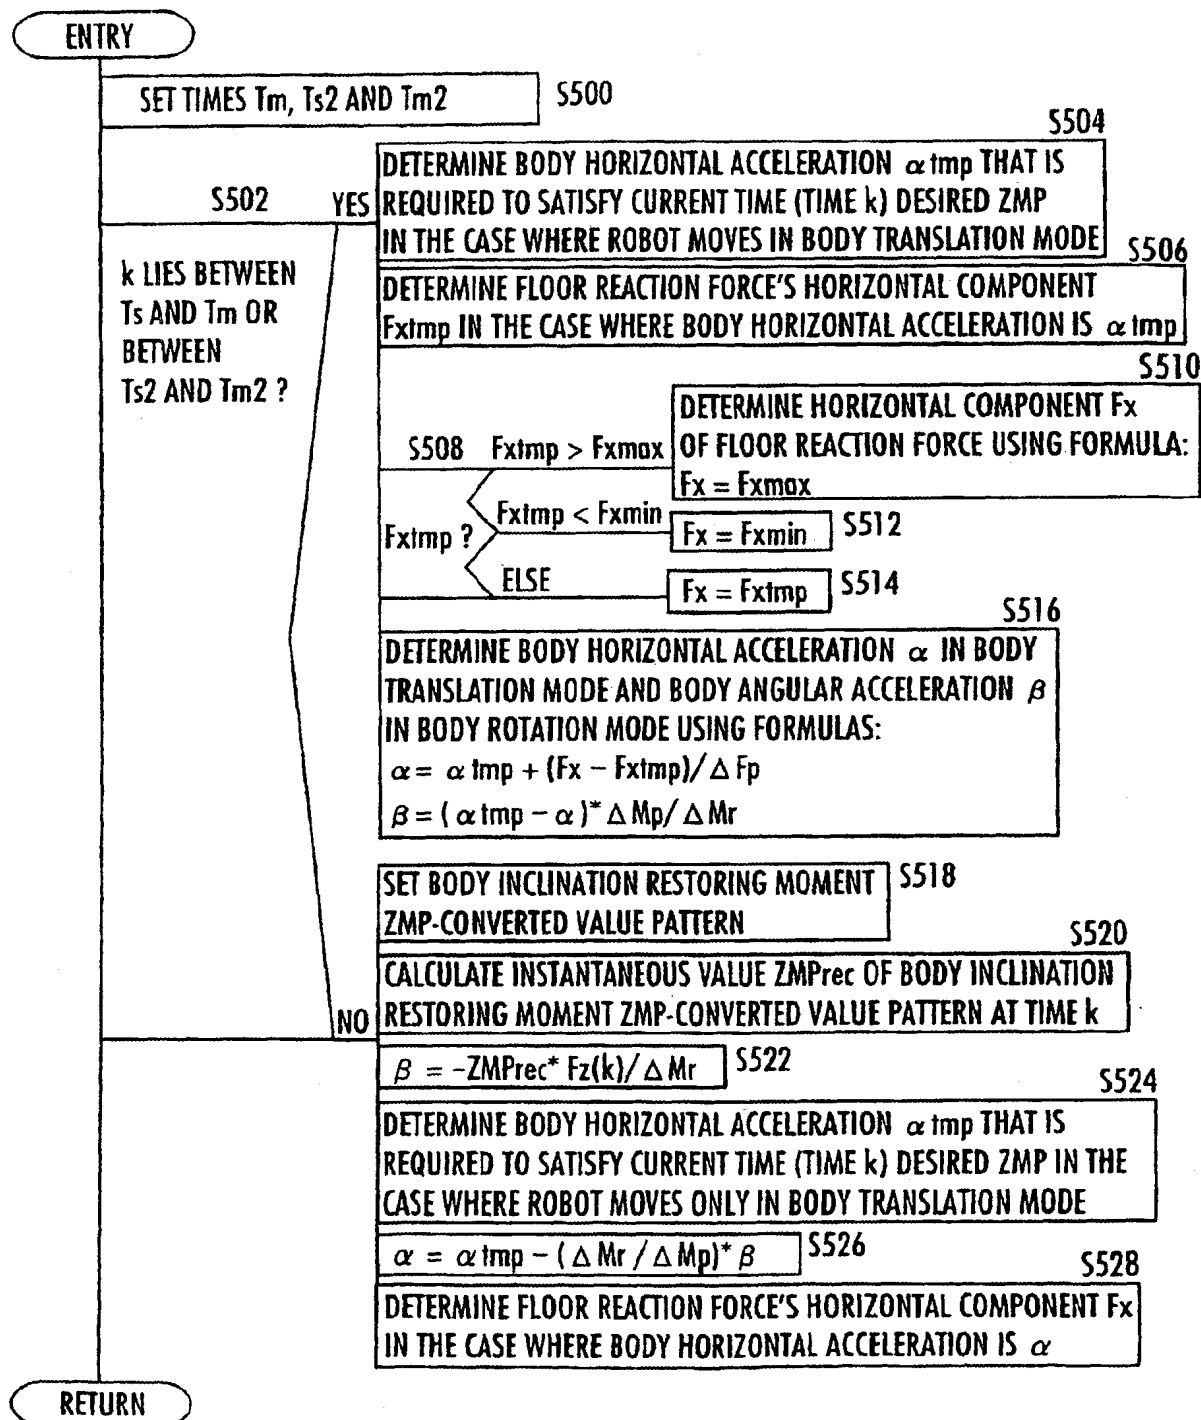 ENTRY
SET TIMES Tm, Ts2 AND Tm2
S500
S504
DETERMINE BODY HORIZONTAL ACCELERATION α tmp THAT IS
REQUIRED TO SATISFY CURRENT TIME (TIME k) DESIRED ZMP
IN THE CASE WHERE ROBOT MOVES IN BODY TRANSLATION MODE
S502
YES
k LIES BETWEEN
Ts AND Tm OR
BETWEEN
Ts2 AND Tm2 ?
S506
DETERMINE FLOOR REACTION FORCE'S HORIZONTAL COMPONENT
Fxtmp IN THE CASE WHERE BODY HORIZONTAL ACCELERATION IS α tmp
S510
DETERMINE HORIZONTAL COMPONENT Fx
OF FLOOR REACTION FORCE USING FORMULA:
Fx = Fxmax
S508
Fxtmp > Fxmax
Fxtmp ?
Fxtmp < Fxmin
Fx = Fxmin
S512
ELSE
Fx = Fxtmp
S514
S516
DETERMINE BODY HORIZONTAL ACCELERATION α IN BODY
TRANSLATION MODE AND BODY ANGULAR ACCELERATION β
IN BODY ROTATION MODE USING FORMULAS:
α = α tmp + (Fx − Fxtmp)/ Δ Fp
β = ( α tmp − α )* Δ Mp/ Δ Mr
SET BODY INCLINATION RESTORING MOMENT
ZMP-CONVERTED VALUE PATTERN
S518
S520
CALCULATE INSTANTANEOUS VALUE ZMPrec OF BODY INCLINATION
RESTORING MOMENT ZMP-CONVERTED VALUE PATTERN AT TIME k
NO
β = -ZMPrec* Fz(k)/ Δ Mr
S522
S524
DETERMINE BODY HORIZONTAL ACCELERATION α tmp THAT IS
REQUIRED TO SATISFY CURRENT TIME (TIME k) DESIRED ZMP IN THE
CASE WHERE ROBOT MOVES ONLY IN BODY TRANSLATION MODE
α = α tmp − ( Δ Mr / Δ Mp)* β
S526
S528
DETERMINE FLOOR REACTION FORCE'S HORIZONTAL COMPONENT Fx
IN THE CASE WHERE BODY HORIZONTAL ACCELERATION IS α
RETURN